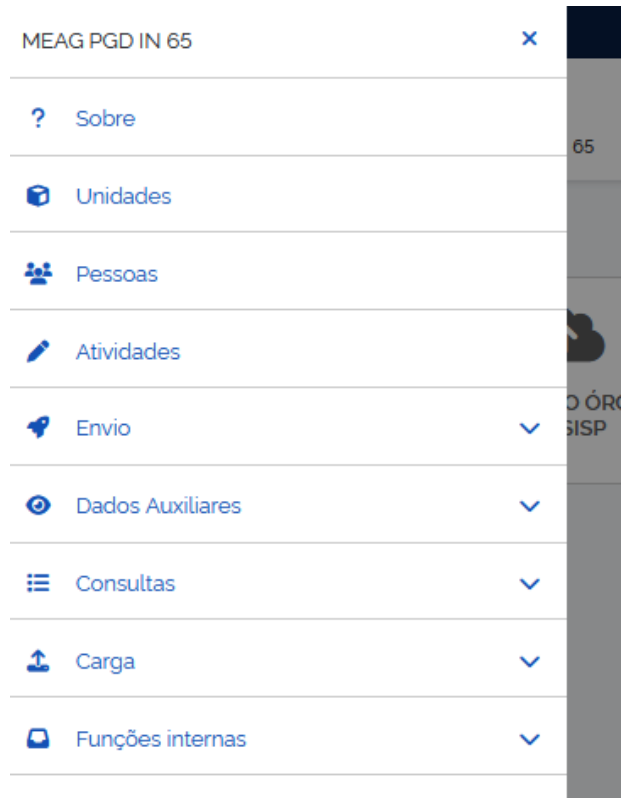 MEAG PGD IN 65
Sobre
65
Unidades
Pessoas
Atividades
Envio
SISP
Dados Auxiliares
Consultas
Carga
Funções internas